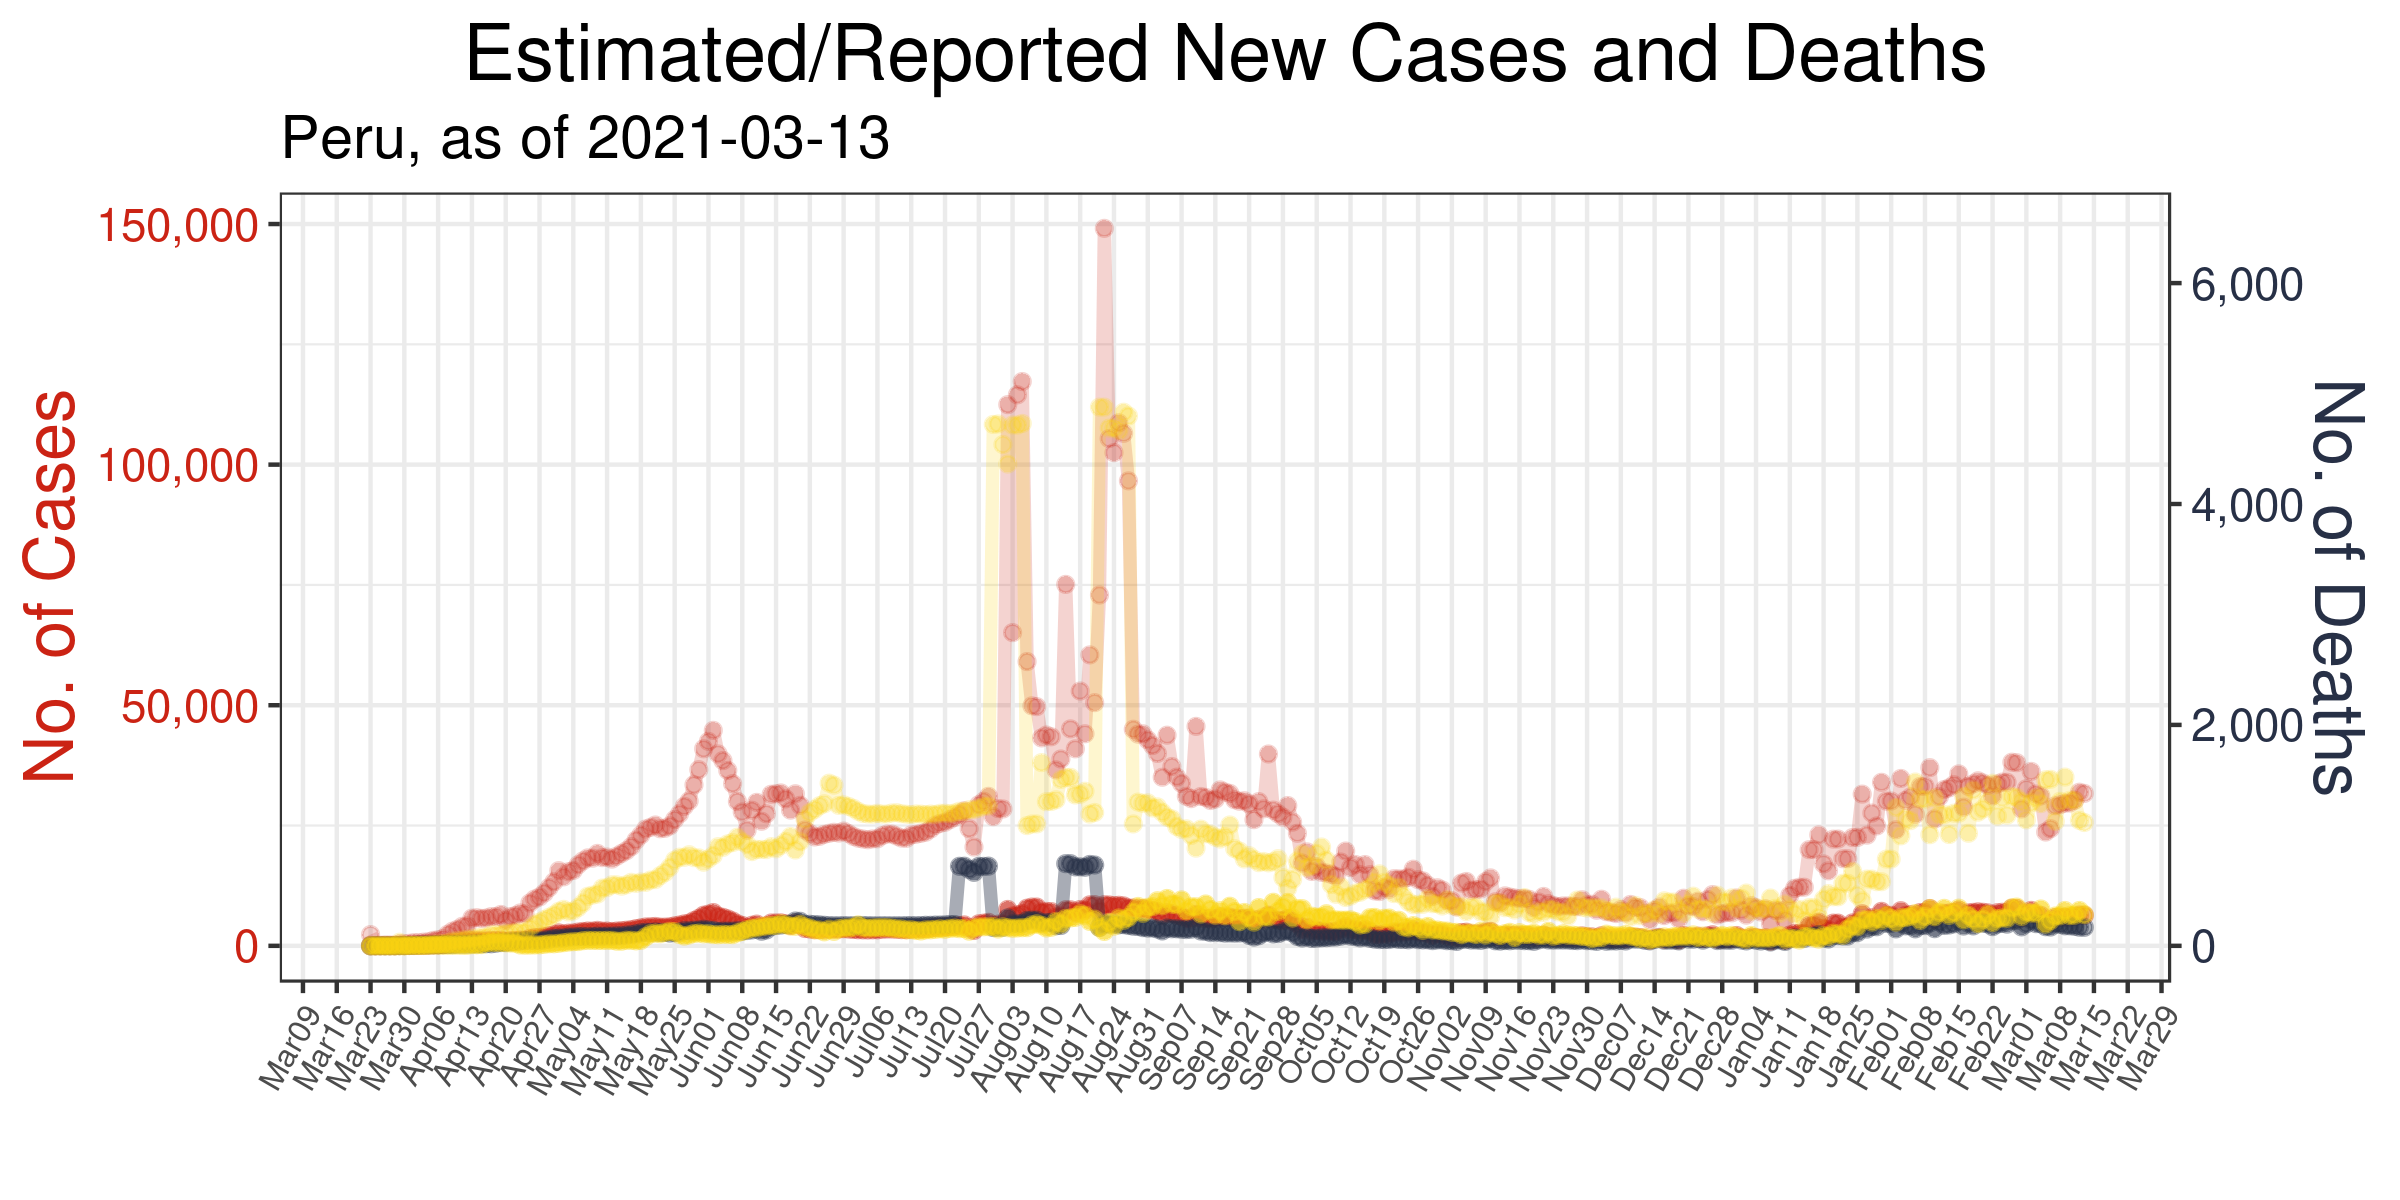 Estimated/Reported New Cases and Deaths
Peru, as of 2021-03-13
No. of Cases
150,000
100,000
50,000
0
6,000
4,000
2,000
0
No. of Deaths
Mar09
Mar16
Mar23
Mar30
Apr06
Apr13
Apr20
Apr27
May04
May11
May18
May25
Jun01
Jun08
Jun15
Jun22
Jun29
Jul06
Jul13
Jul20
Jul27
Aug03
Aug10
Aug17
Aug24
Aug31
Sep07
Sep14
Sep21
Sep28
Oct05
Oct12
Oct19
Oct26
Nov02
Nov09
Nov16
Nov23
Nov30
Dec07
Dec14
Dec21
Dec28
Jan04
Jan11
Jan18
Jan25
Feb01
Feb08
Feb15
Feb22
Mar01
Mar08
Mar15
Mar22
Mar29